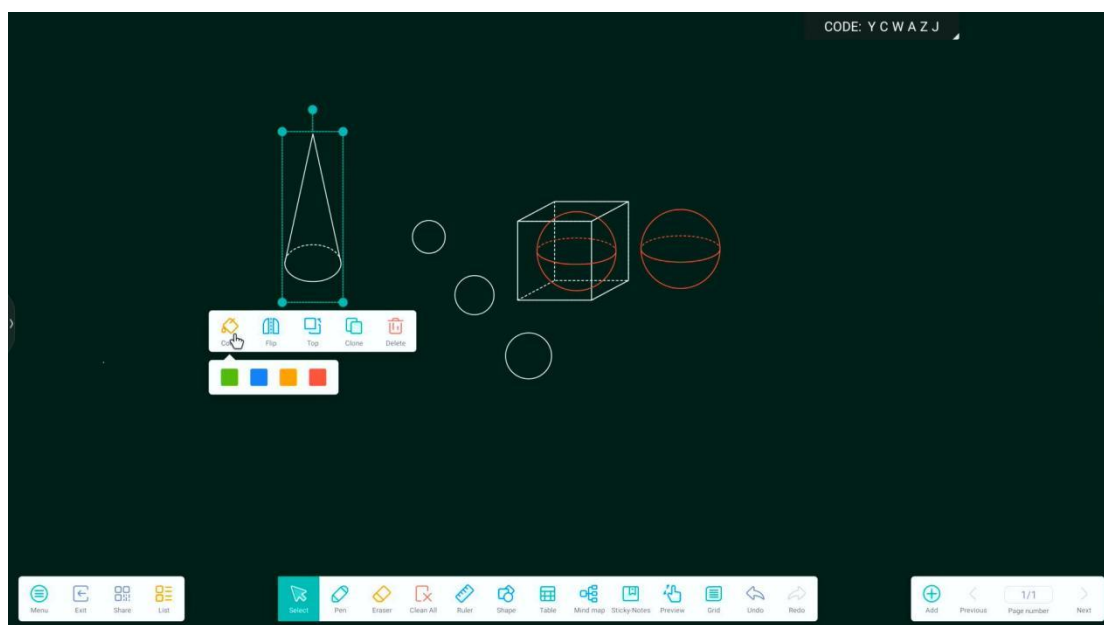 CODE: Y C W A Z J
Flip Top Clone Delete
Menu Exit Share List Select Pen Eraser Clean All Ruler Shape Table Mind map Sticky-Notes Preview Grid Undo Redo Add Previous 1/1 Page number Next